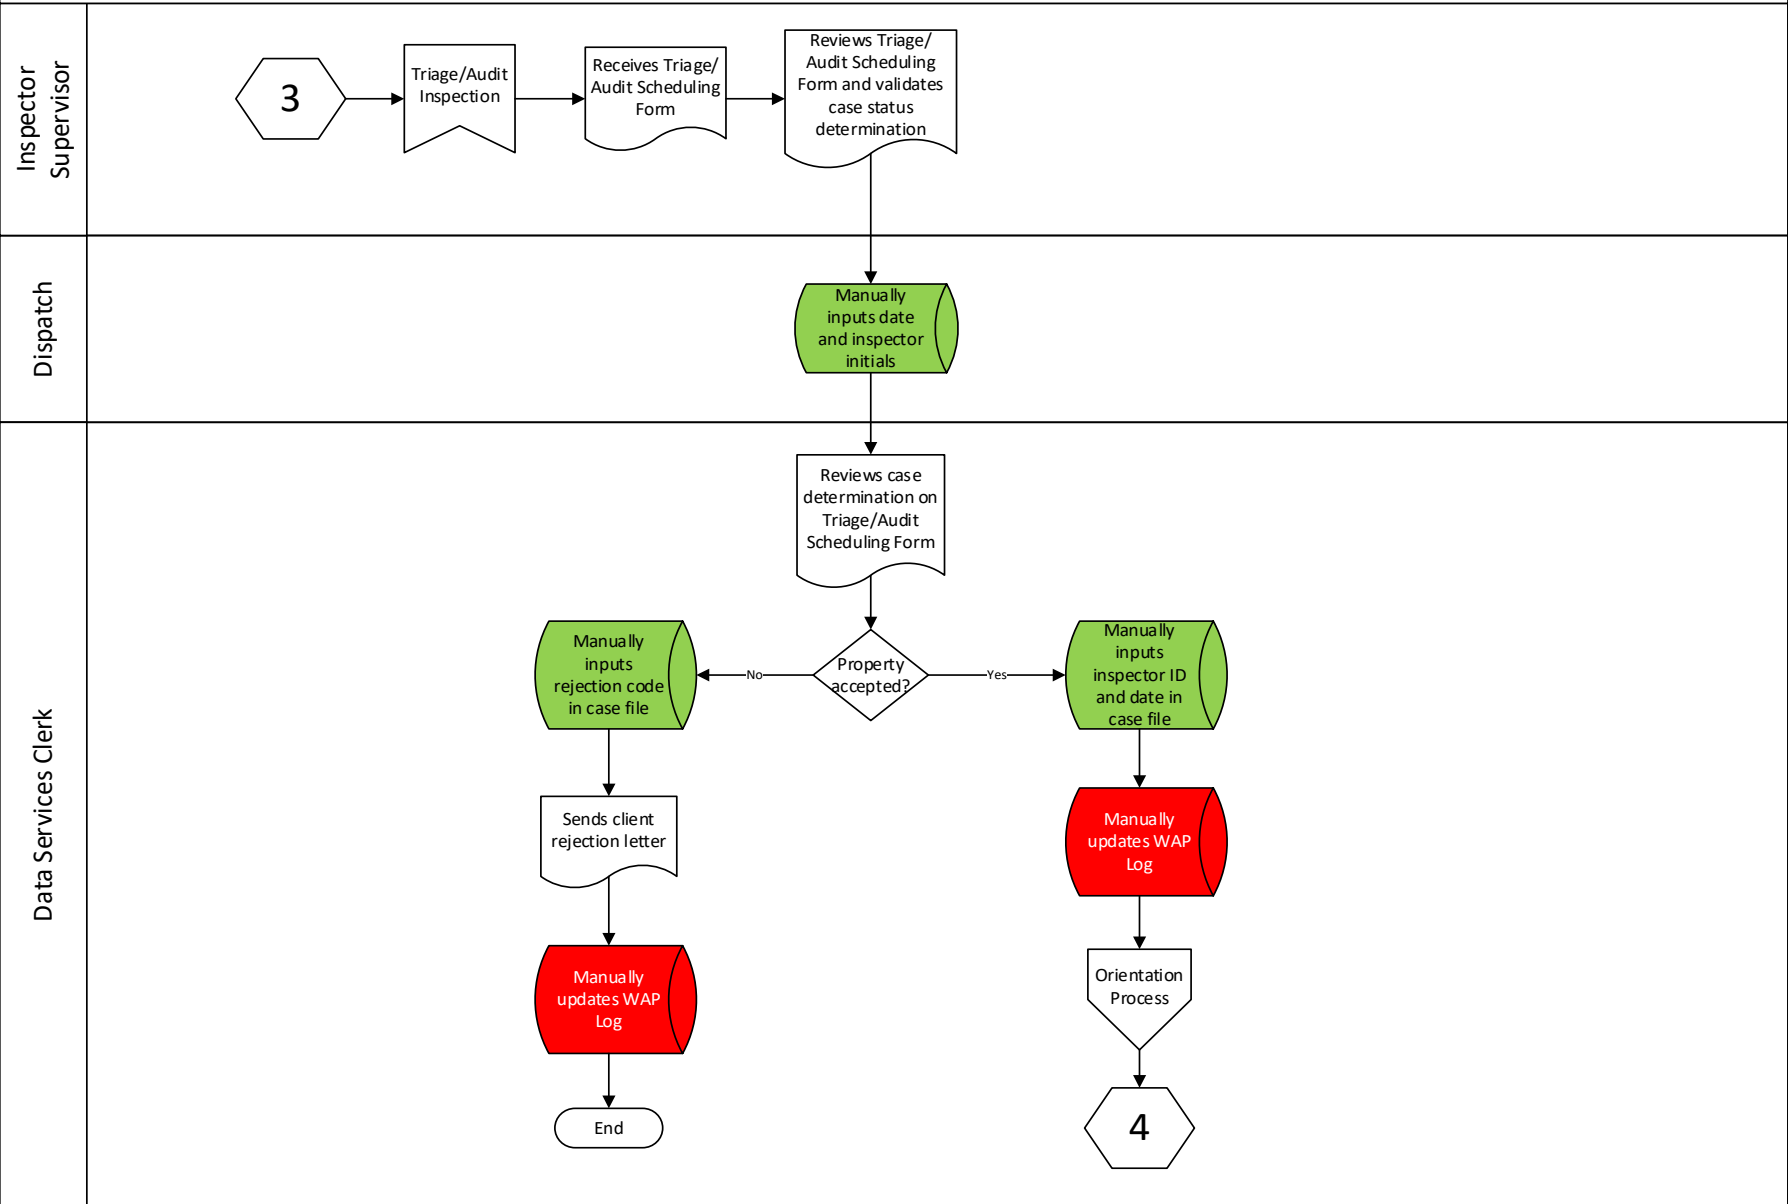 Inspector
Supervisor
3
Triage/Audit
Inspection
Receives Triage/
Audit Scheduling
Form
Reviews Triage/
Audit Scheduling
Form and validates
case status
determination
Dispatch
Manually
inputs date
and inspector
initials
Data Services Clerk
Reviews case
determination on
Triage/Audit
Scheduling Form
Property
accepted?
No
Yes
Manually
inputs
rejection code
in case file
Manually
inputs
inspector ID
and date in
case file
Sends client
rejection letter
Manually
updates WAP
Log
Manually
updates WAP
Log
Orientation
Process
End
4